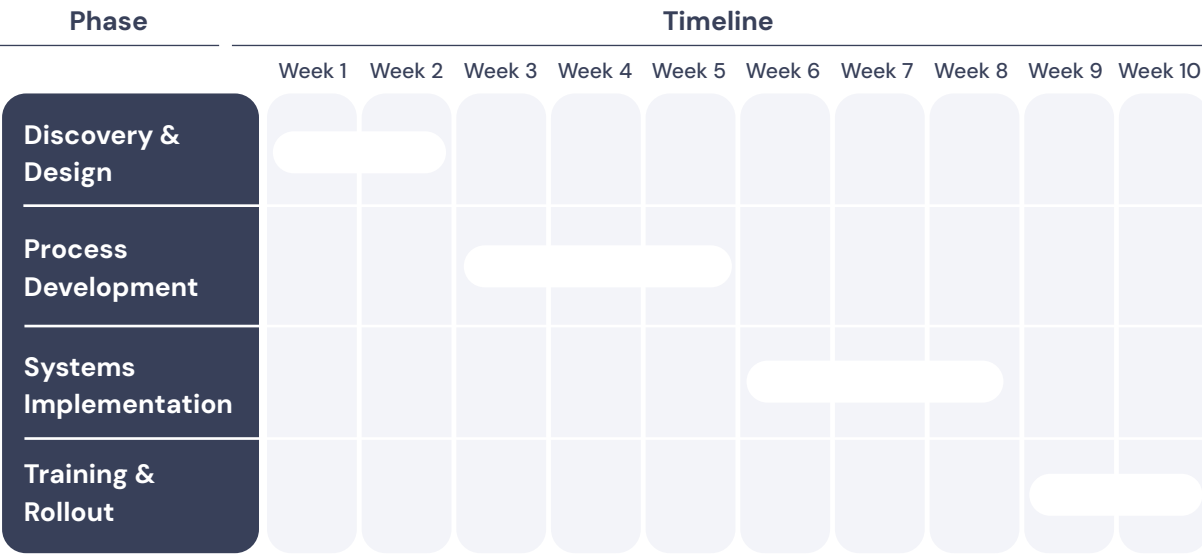 Phase Timeline
Week 1 Week 2 Week 3 Week 4 Week 5 Week 6 Week 7 Week 8 Week 9 Week 10
Discovery &
Design
Process
Development
Systems
Implementation
Training &
Rollout